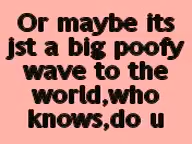 Or maybe its
jst a big poofy
wave to the
world,who
knows,do u